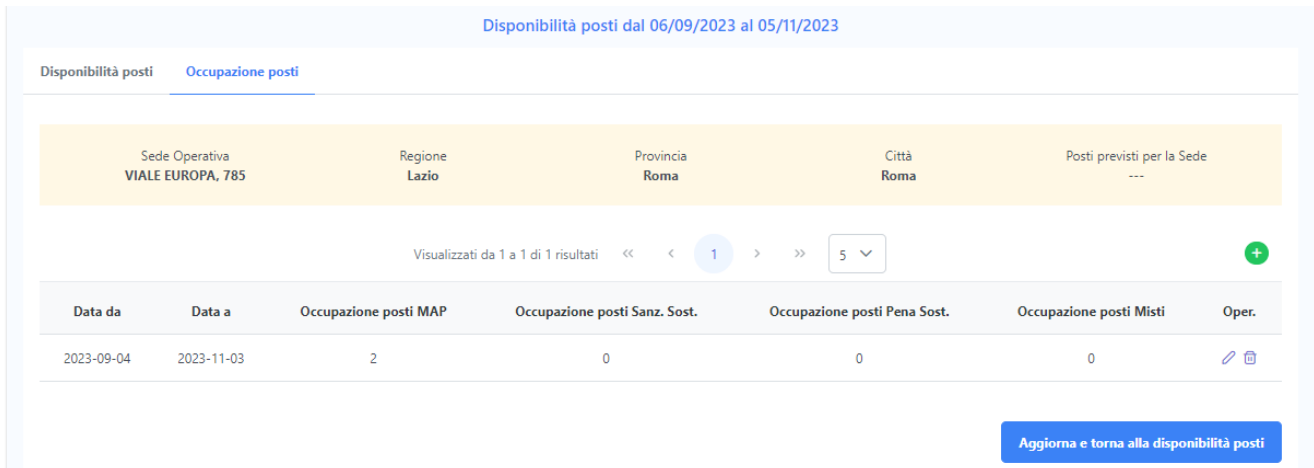 Disponibilità posti dal 06/09/2023 al 05/11/2023
Disponibilità posti Occupazione posti
Sede Operativa Regione Provincia Città Posti previsti per la Sede
VIALE EUROPA, 785 Lazio Roma Roma ---
Visualizzati da 1 a 1 di 1 risultati << < 1 > >> 5
Data da Data a Occupazione posti MAP Occupazione posti Sanz. Sost. Occupazione posti Pena Sost. Occupazione posti Misti Oper.
2023-09-04 2023-11-03 2 0 0 0
Aggiorna e torna alla disponibilità posti